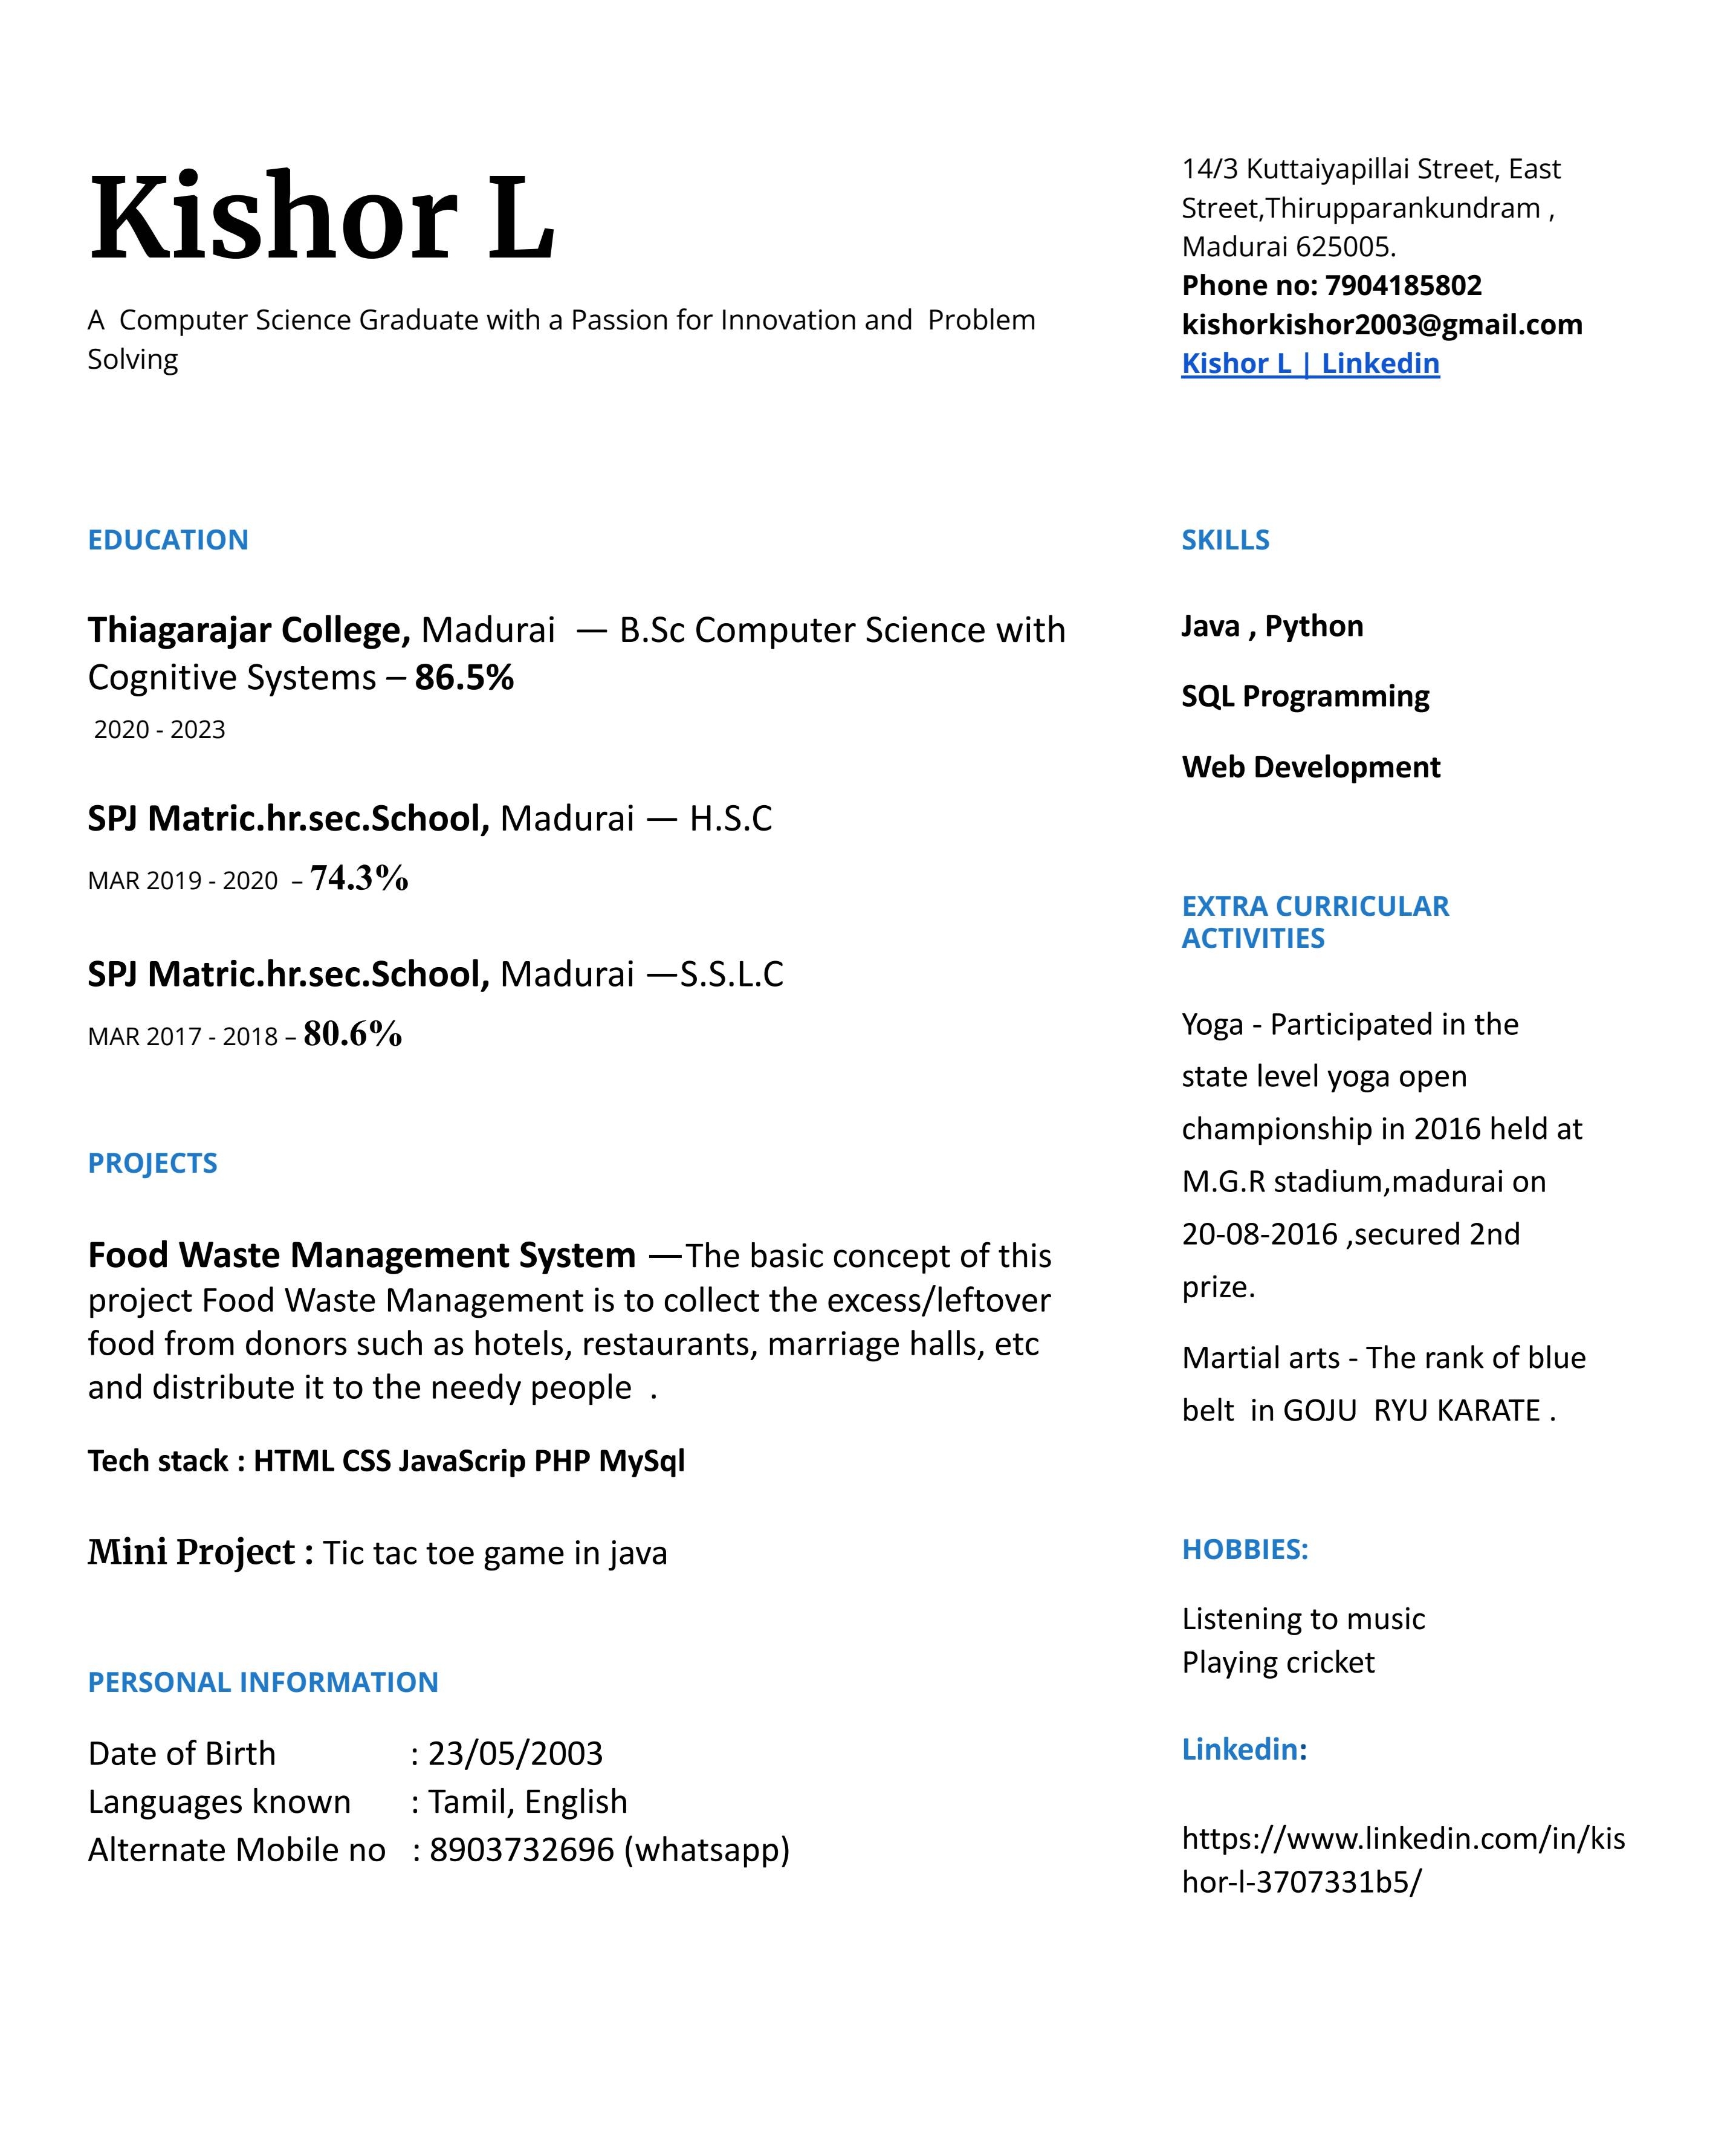 Kishor L
A  Computer Science Graduate with a Passion for Innovation and  Problem
Solving
14/3 Kuttaiyapillai Street, East
Street,Thirupparankundram ,
Madurai 625005.
Phone no: 7904185802
kishorkishor2003@gmail.com
Kishor L | Linkedin
EDUCATION
Thiagarajar College, Madurai  — B.Sc Computer Science with
Cognitive Systems – 86.5%
2020 - 2023
SPJ Matric.hr.sec.School, Madurai — H.S.C
MAR 2019 - 2020  – 74.3%
SPJ Matric.hr.sec.School, Madurai —S.S.L.C
MAR 2017 - 2018 – 80.6%
PROJECTS
Food Waste Management System —The basic concept of this
project Food Waste Management is to collect the excess/leftover
food from donors such as hotels, restaurants, marriage halls, etc
and distribute it to the needy people  .
Tech stack : HTML CSS JavaScrip PHP MySql
Mini Project : Tic tac toe game in java
PERSONAL INFORMATION
Date of Birth : 23/05/2003
Languages known : Tamil, English
Alternate Mobile no : 8903732696 (whatsapp)
SKILLS
Java , Python
SQL Programming
Web Development
EXTRA CURRICULAR
ACTIVITIES
Yoga - Participated in the
state level yoga open
championship in 2016 held at
M.G.R stadium,madurai on
20-08-2016 ,secured 2nd
prize.
Martial arts - The rank of blue
belt  in GOJU  RYU KARATE .
HOBBIES:
Listening to music
Playing cricket
Linkedin:
https://www.linkedin.com/in/kis
hor-l-3707331b5/